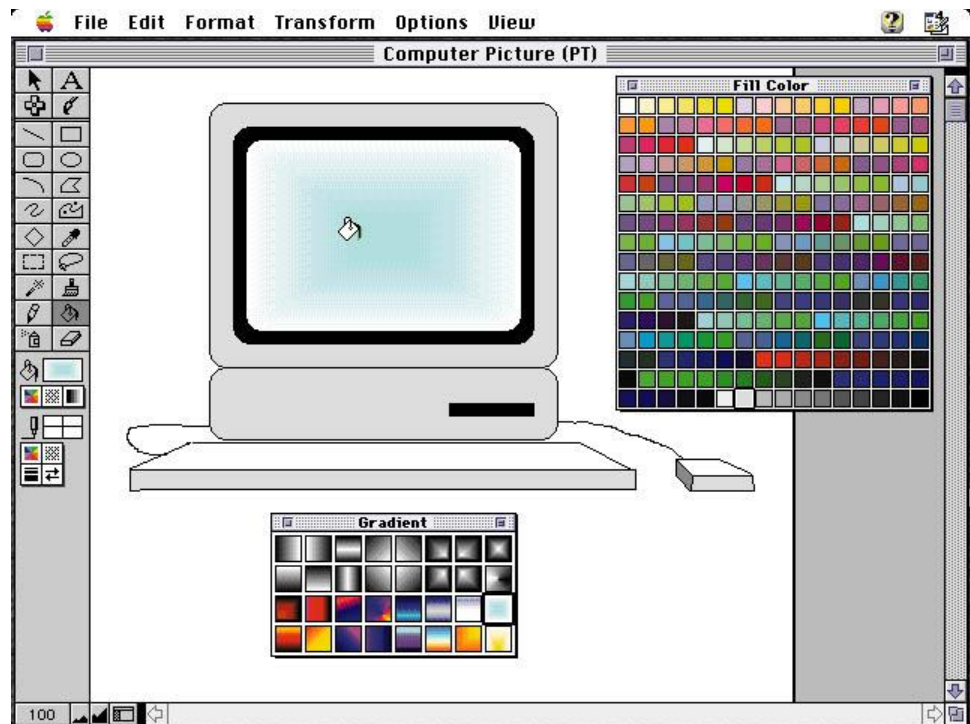 File Edit Format Transform Options View
Computer Picture (PT)
A
Fill Color
Gradient
100